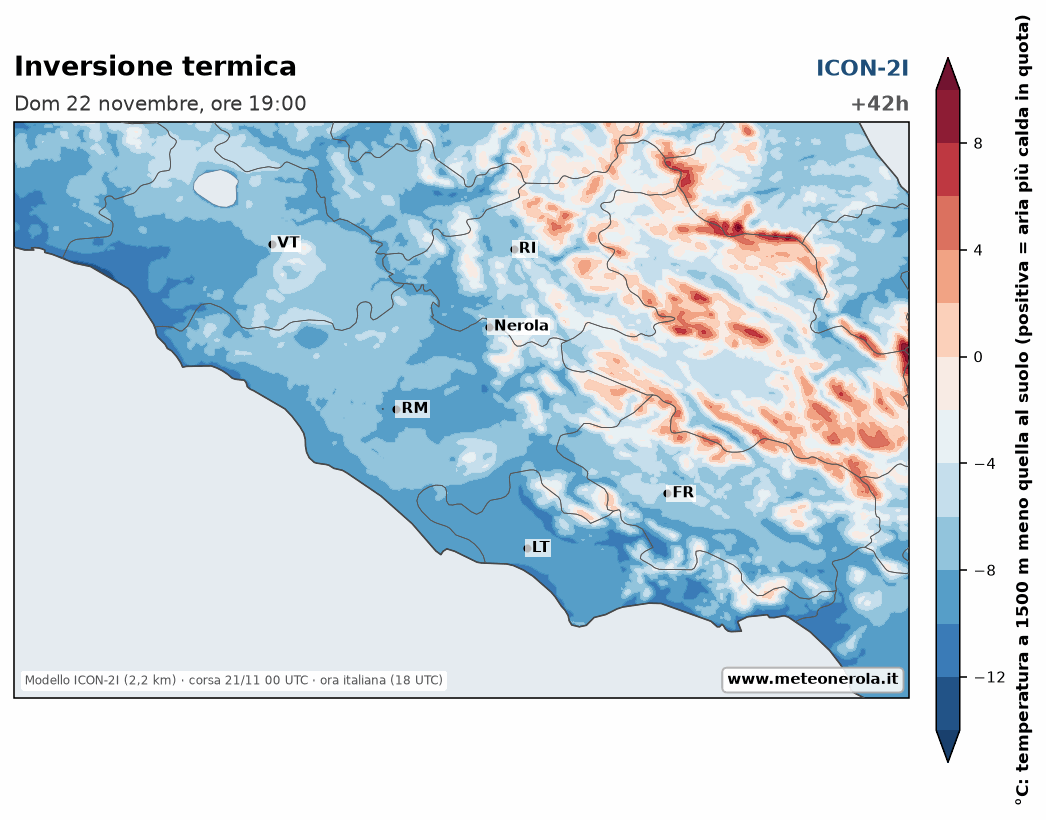 Inversione termica
ICON-2I
Dom 22 novembre, ore 19:00
+42h
VT
RI
Nerola
RM
FR
LT
8
4
0
−4
−8
−12
°C: temperatura a 1500 m meno quella al suolo (positiva = aria più calda in quota)
Modello ICON-2I (2,2 km) · corsa 21/11 00 UTC · ora italiana (18 UTC)
www.meteonerola.it